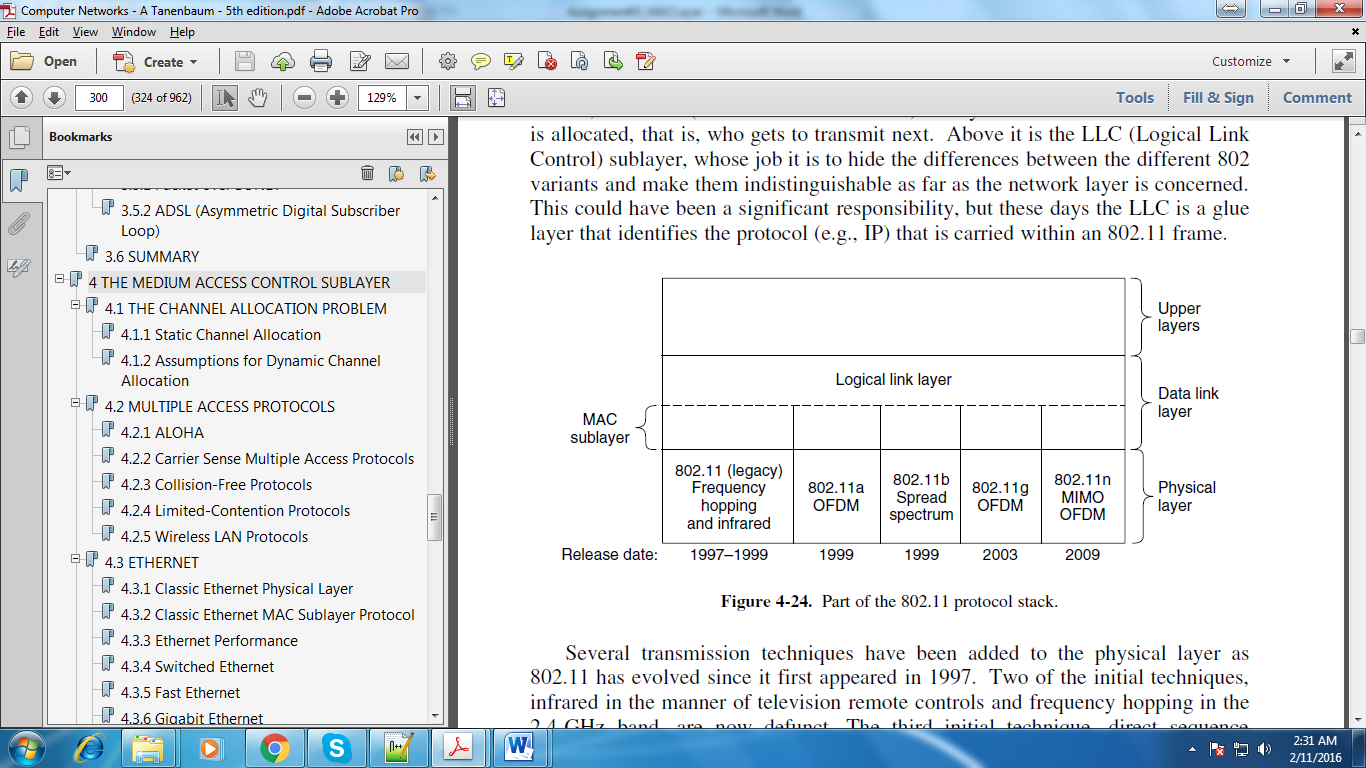 Computer Networks - A Tanenbaum - 5th edition.pdf - Adobe Acrobat Pro
File Edit View Window Help
Open Create Customize
300 (324 of 962) 129% Tools Fill & Sign Comment
Bookmarks
3.5.2 ADSL (Asymmetric Digital Subscriber
Loop)
3.6 SUMMARY
4 THE MEDIUM ACCESS CONTROL SUBLAYER
4.1 THE CHANNEL ALLOCATION PROBLEM
4.1.1 Static Channel Allocation
4.1.2 Assumptions for Dynamic Channel
Allocation
4.2 MULTIPLE ACCESS PROTOCOLS
4.2.1 ALOHA
4.2.2 Carrier Sense Multiple Access Protocols
4.2.3 Collision-Free Protocols
4.2.4 Limited-Contention Protocols
4.2.5 Wireless LAN Protocols
4.3 ETHERNET
4.3.1 Classic Ethernet Physical Layer
4.3.2 Classic Ethernet MAC Sublayer Protocol
4.3.3 Ethernet Performance
4.3.4 Switched Ethernet
4.3.5 Fast Ethernet
4.3.6 Gigabit Ethernet
is allocated, that is, who gets to transmit next. Above it is the LLC (Logical Link
Control) sublayer, whose job it is to hide the differences between the different 802
variants and make them indistinguishable as far as the network layer is concerned.
This could have been a significant responsibility, but these days the LLC is a glue
layer that identifies the protocol (e.g., IP) that is carried within an 802.11 frame.
Upper
layers
Logical link layer
Data link
layer
MAC
sublayer
802.11 (legacy)
Frequency
hopping
and infrared
802.11a
OFDM
802.11b
Spread
spectrum
802.11g
OFDM
802.11n
MIMO
OFDM
Physical
layer
Release date: 1997–1999 1999 1999 2003 2009
Figure 4-24. Part of the 802.11 protocol stack.
Several transmission techniques have been added to the physical layer as
802.11 has evolved since it first appeared in 1997. Two of the initial techniques,
infrared in the manner of television remote controls and frequency hopping in the
2.4-GHz band, are now defunct. The third initial technique, direct sequence
2:31 AM
2/11/2016